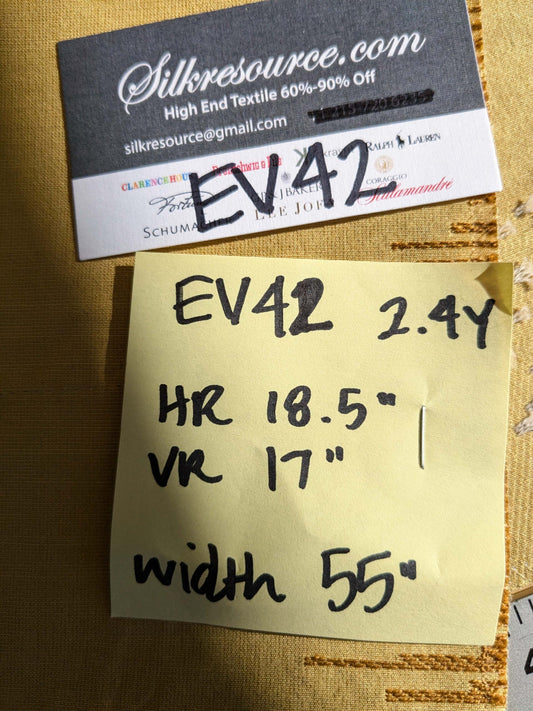 Silkresource.com
High End Textile 60%-90% Off
silkresource@gmail.com
CLARENCE HOUSE
RALPH LAUREN
EV42
CORAGGIO
Scalamandré
SCHUMACHER
LEE JOFA
EV42 2.4Y
HR 18.5"
VR 17"
width 55"